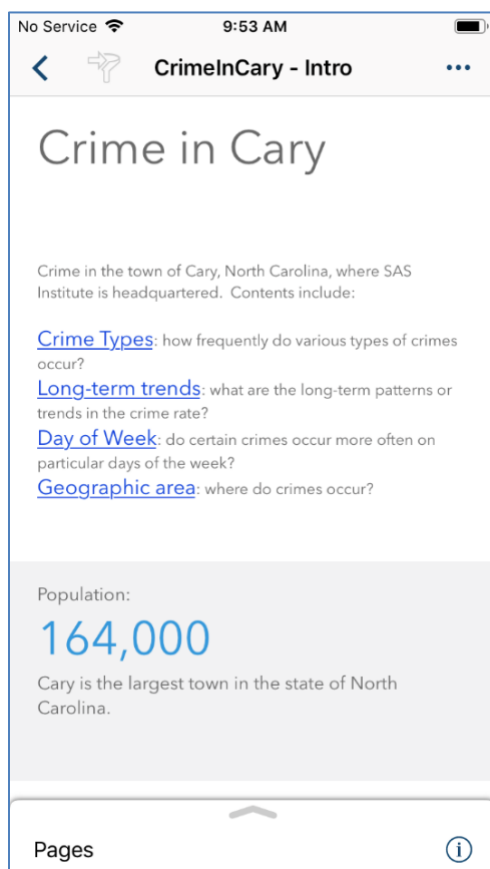 No Service 9:53 AM
CrimeInCary - Intro
Crime in Cary
Crime in the town of Cary, North Carolina, where SAS
Institute is headquartered.  Contents include:
Crime Types: how frequently do various types of crimes
occur?
Long-term trends: what are the long-term patterns or
trends in the crime rate?
Day of Week: do certain crimes occur more often on
particular days of the week?
Geographic area: where do crimes occur?
Population:
164,000
Cary is the largest town in the state of North
Carolina.
Pages